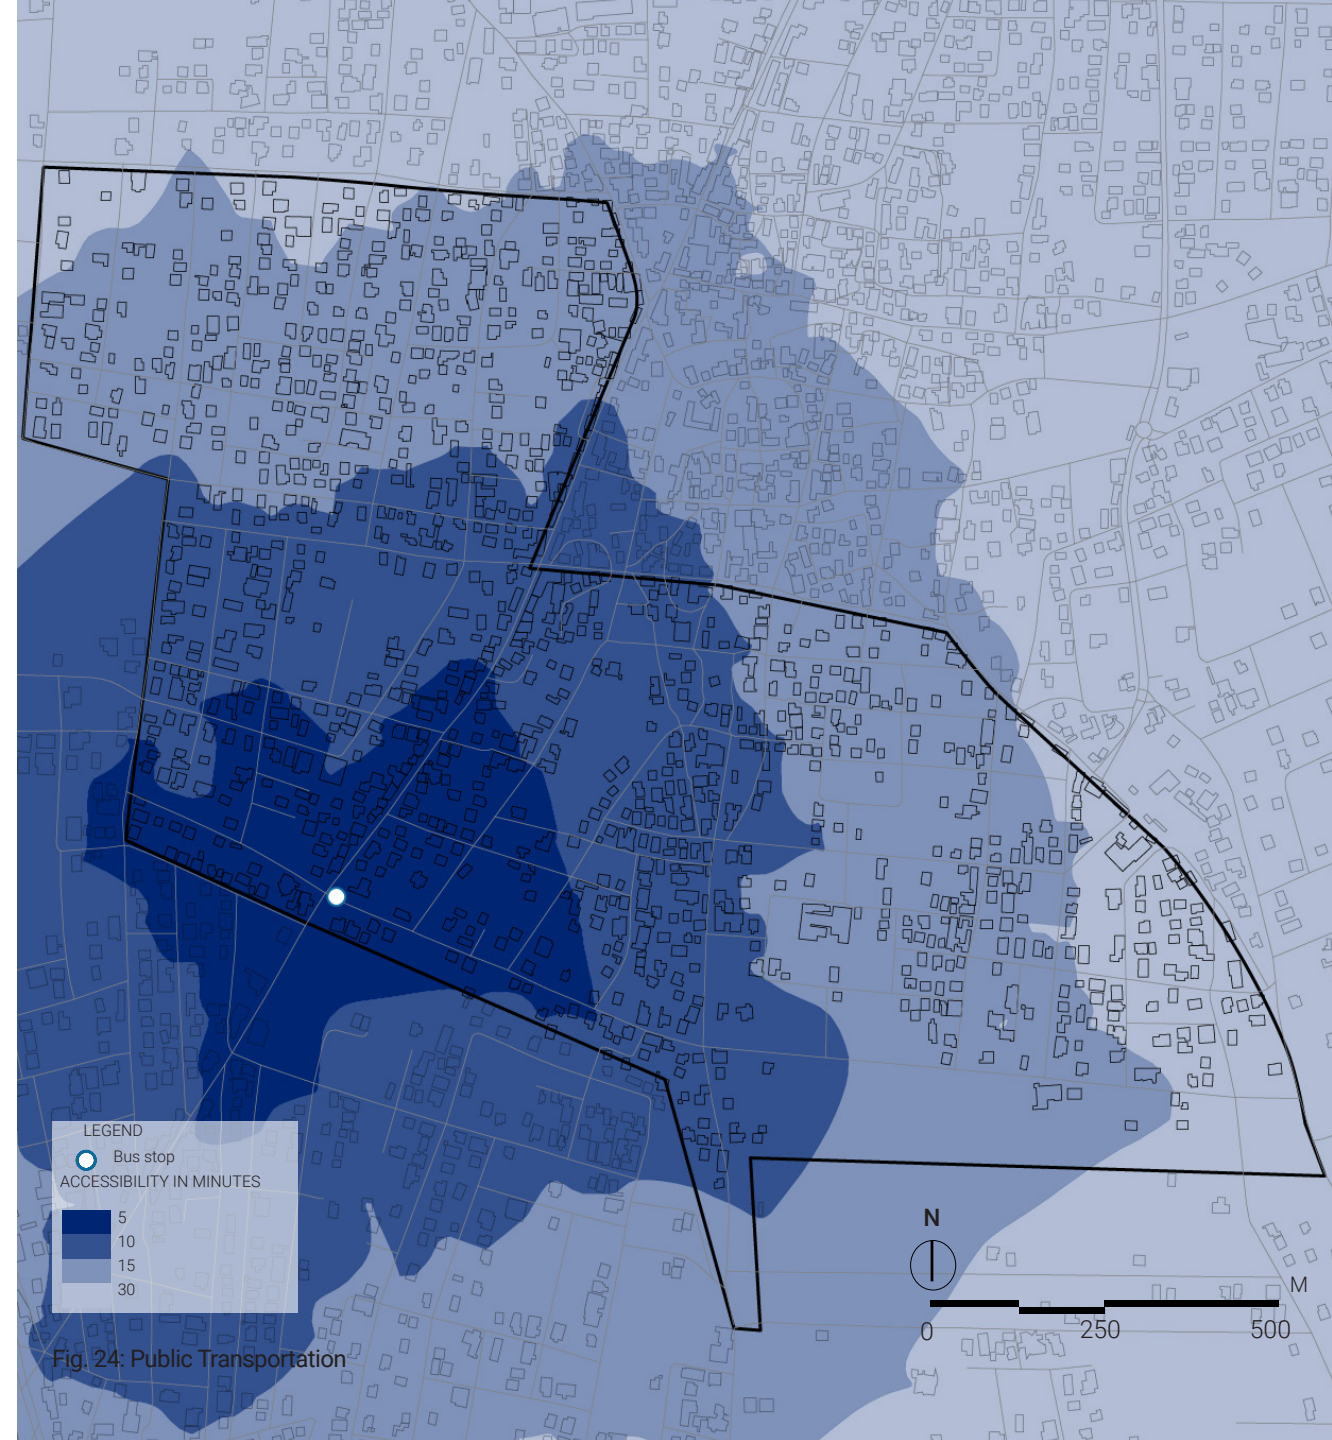 LEGEND
Bus stop
ACCESSIBILITY IN MINUTES
5
10
15
30
Fig. 24: Public Transportation
N
M
0 250 500